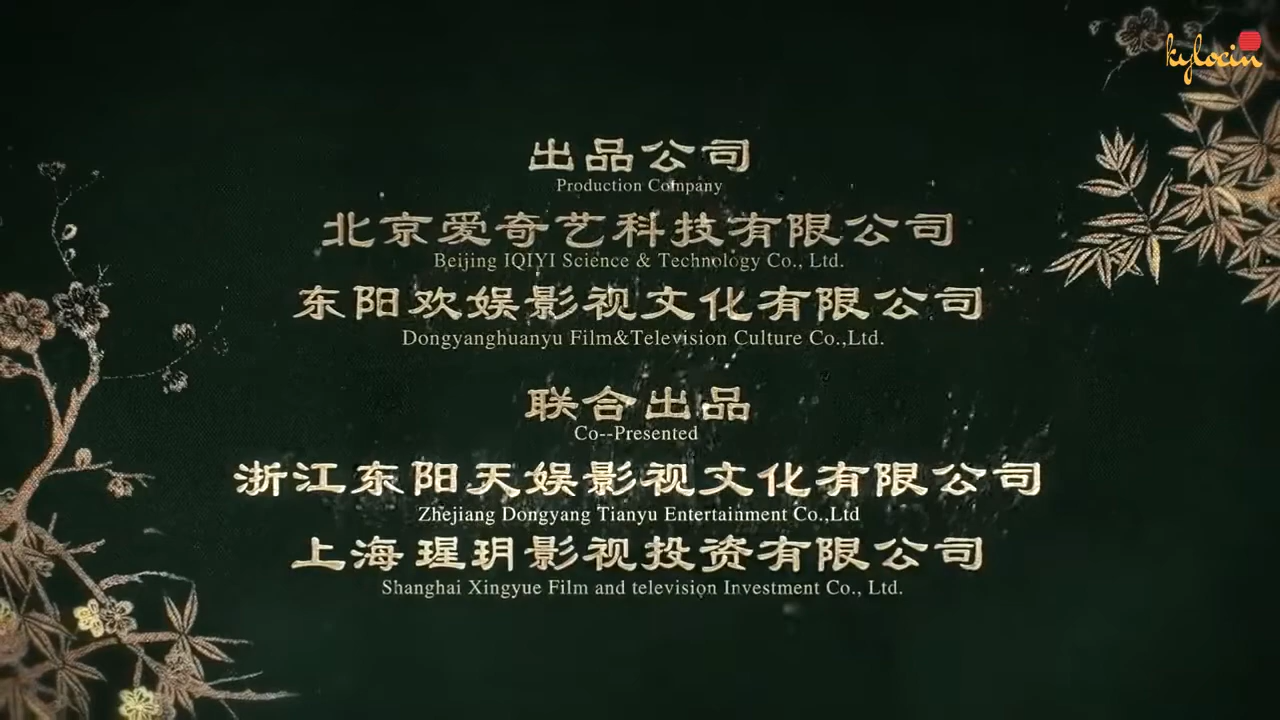 kylocin
出品公司
Production Company
北京爱奇艺科技有限公司
Beijing IQIYI Science & Technology Co., Ltd.
东阳欢娱影视文化有限公司
Dongyanghuanyu Film&Television Culture Co.,Ltd.
联合出品
Co--Presented
浙江东阳天娱影视文化有限公司
Zhejiang Dongyang Tianyu Entertainment Co.,Ltd
上海瑆玥影视投资有限公司
Shanghai Xingyue Film and television Investment Co., Ltd.